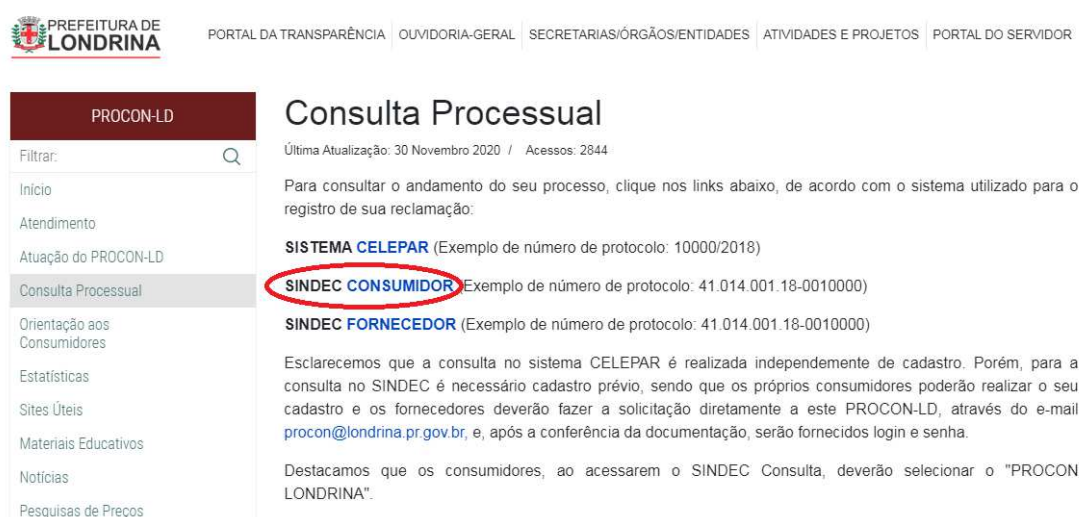 PREFEITURA DE
LONDRINA
PORTAL DA TRANSPARÊNCIA OUVIDORIA-GERAL SECRETARIAS/ÓRGÃOS/ENTIDADES ATIVIDADES E PROJETOS PORTAL DO SERVIDOR
PROCON-LD
Filtrar:
Início
Atendimento
Atuação do PROCON-LD
Consulta Processual
Orientação aos
Consumidores
Estatísticas
Sites Úteis
Materiais Educativos
Notícias
Pesquisas de Preços
Consulta Processual
Última Atualização: 30 Novembro 2020 / Acessos: 2844
Para consultar o andamento do seu processo, clique nos links abaixo, de acordo com o sistema utilizado para o
registro de sua reclamação:
SISTEMA CELEPAR (Exemplo de número de protocolo: 10000/2018)
SINDEC CONSUMIDOR (Exemplo de número de protocolo: 41.014.001.18-0010000)
SINDEC FORNECEDOR (Exemplo de número de protocolo: 41.014.001.18-0010000)
Esclarecemos que a consulta no sistema CELEPAR é realizada independemente de cadastro. Porém, para a
consulta no SINDEC é necessário cadastro prévio, sendo que os próprios consumidores poderão realizar o seu
cadastro e os fornecedores deverão fazer a solicitação diretamente a este PROCON-LD, através do e-mail
procon@londrina.pr.gov.br, e, após a conferência da documentação, serão fornecidos login e senha.
Destacamos que os consumidores, ao acessarem o SINDEC Consulta, deverão selecionar o "PROCON
LONDRINA".